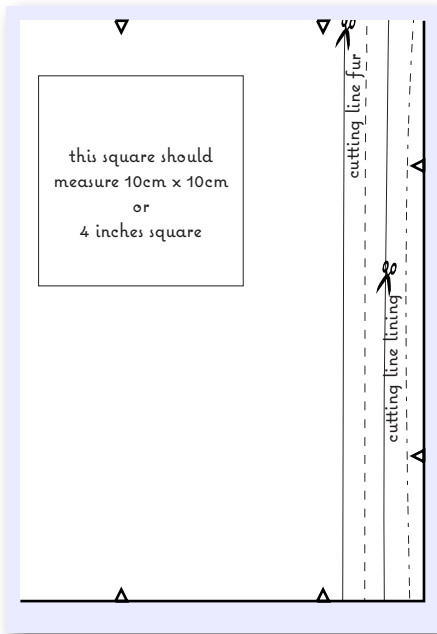 this square should
measure 10cm x 10cm
or
4 inches square
cutting line fur
cutting line lining